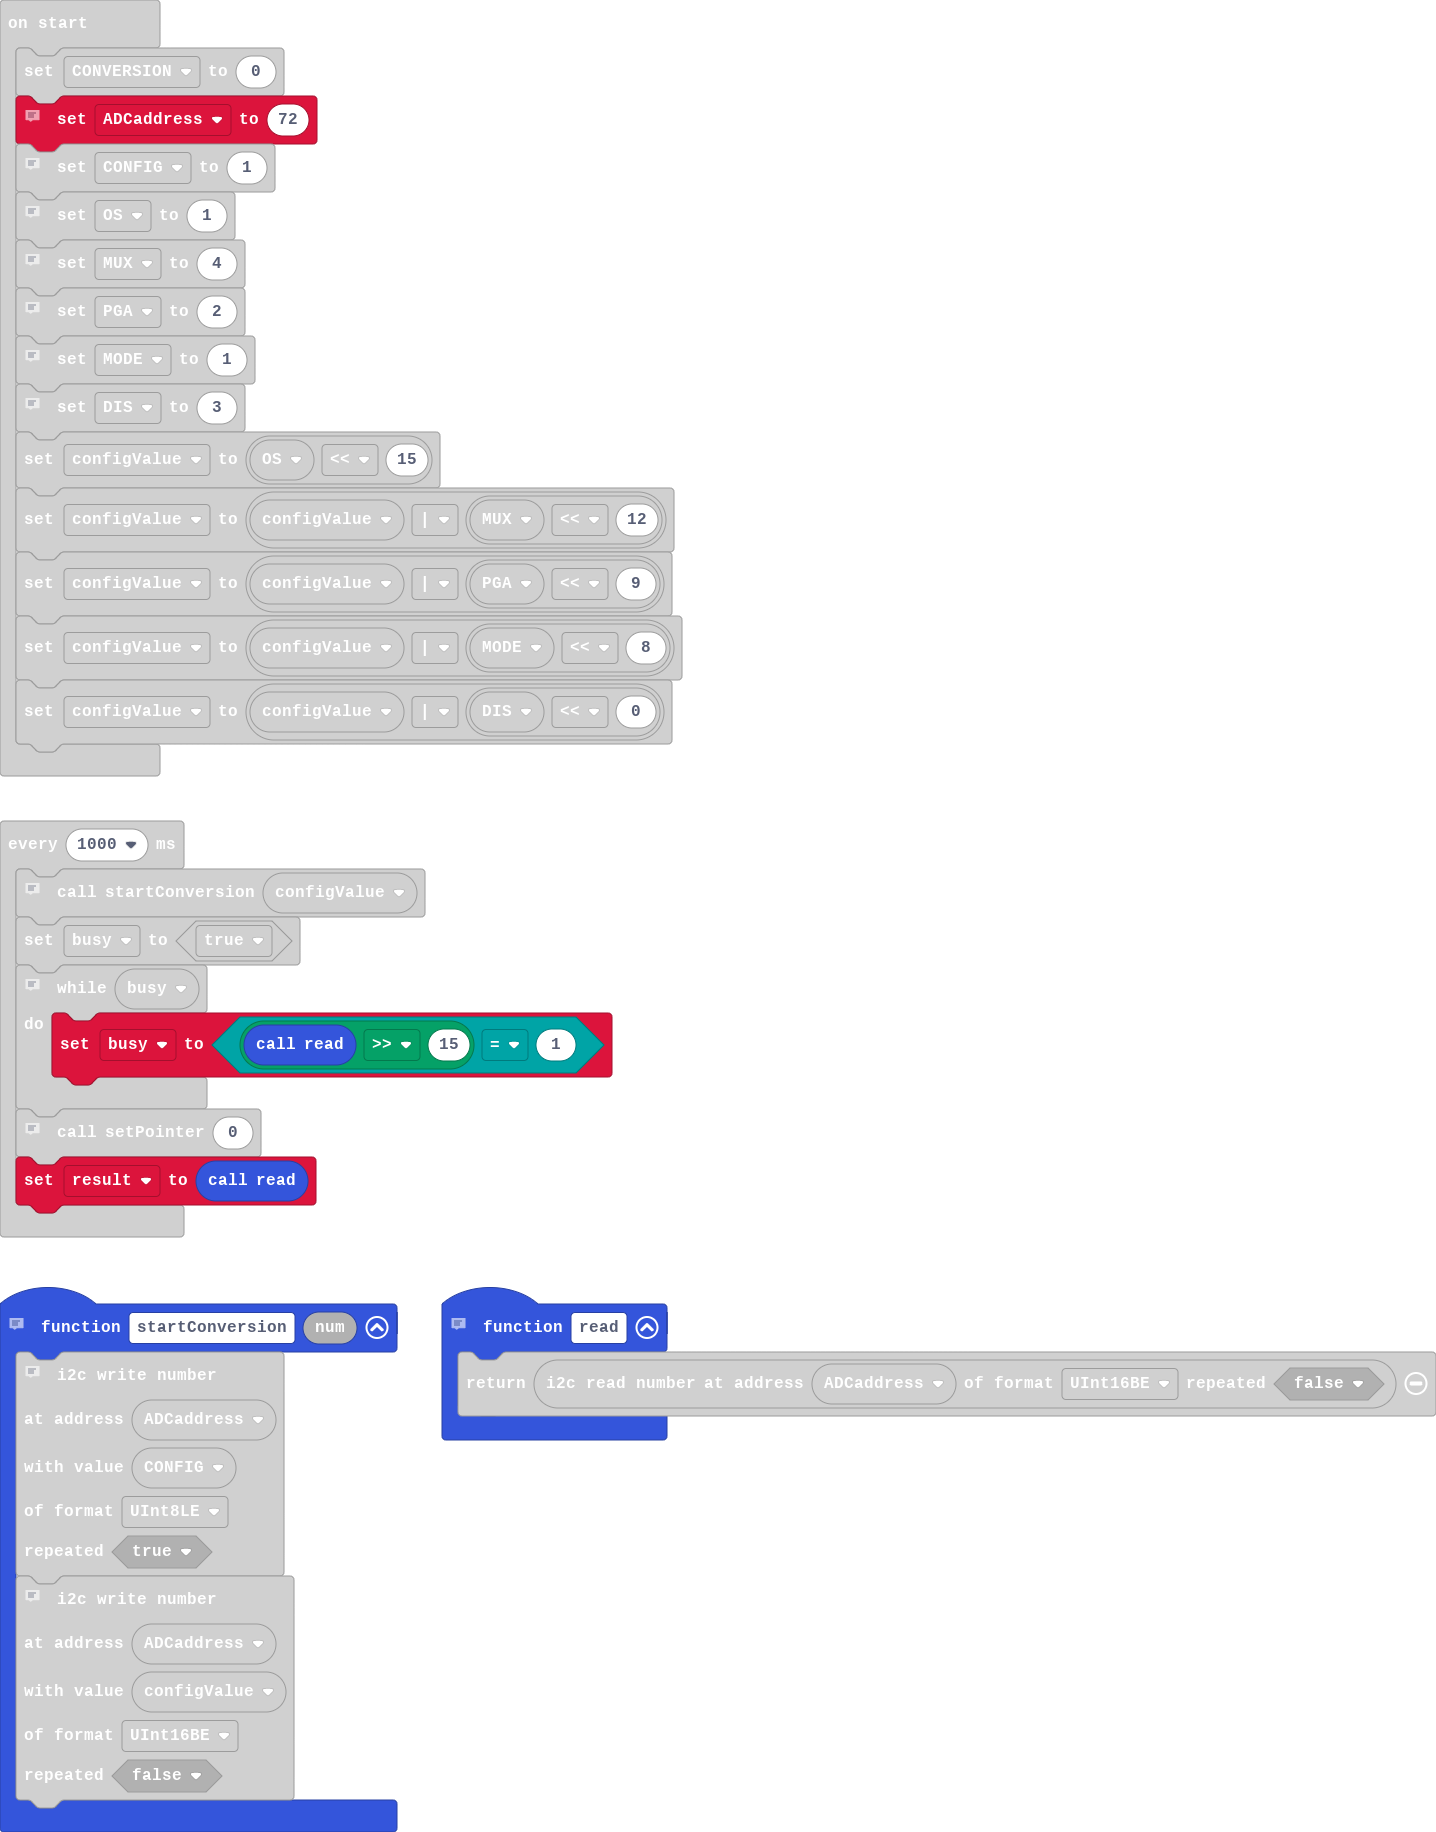 on start
set CONVERSION to 0
set ADCaddress to 72
set CONFIG to 1
set OS to 1
set MUX to 4
set PGA to 2
set MODE to 1
set DIS to 3
set configValue to OS << 15
set configValue to configValue | MUX << 12
set configValue to configValue | PGA << 9
set configValue to configValue | MODE << 8
set configValue to configValue | DIS << 0
every 1000 ms
call startConversion configValue
set busy to true
while busy
do
set busy to call read >> 15 = 1
call setPointer 0
set result to call read
function startConversion num
i2c write number
at address ADCaddress
with value CONFIG
of format UInt8LE
repeated true
i2c write number
at address ADCaddress
with value configValue
of format UInt16BE
repeated false
function read
return i2c read number at address ADCaddress of format UInt16BE repeated false